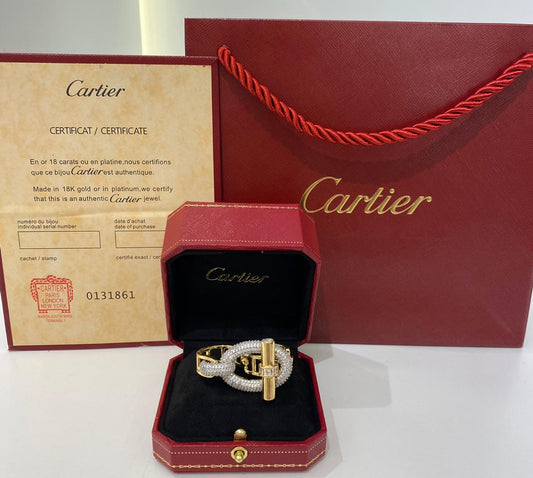 Cartier
CERTIFICAT / CERTIFICATE
En or 18 carats ou en platine,nous certifions
que ce bijou Cartier est authentique.
Made in 18K gold or in platinum,we certify
that this is an authentic Cartier jewel.
numéro du bijou
individual serial number
date d'achat
date of purchase
cachet / stamp
certifié exact / cert
CARTIER
PARIS
LONDON
NEW YORK
0131861
Cartier
Cartier